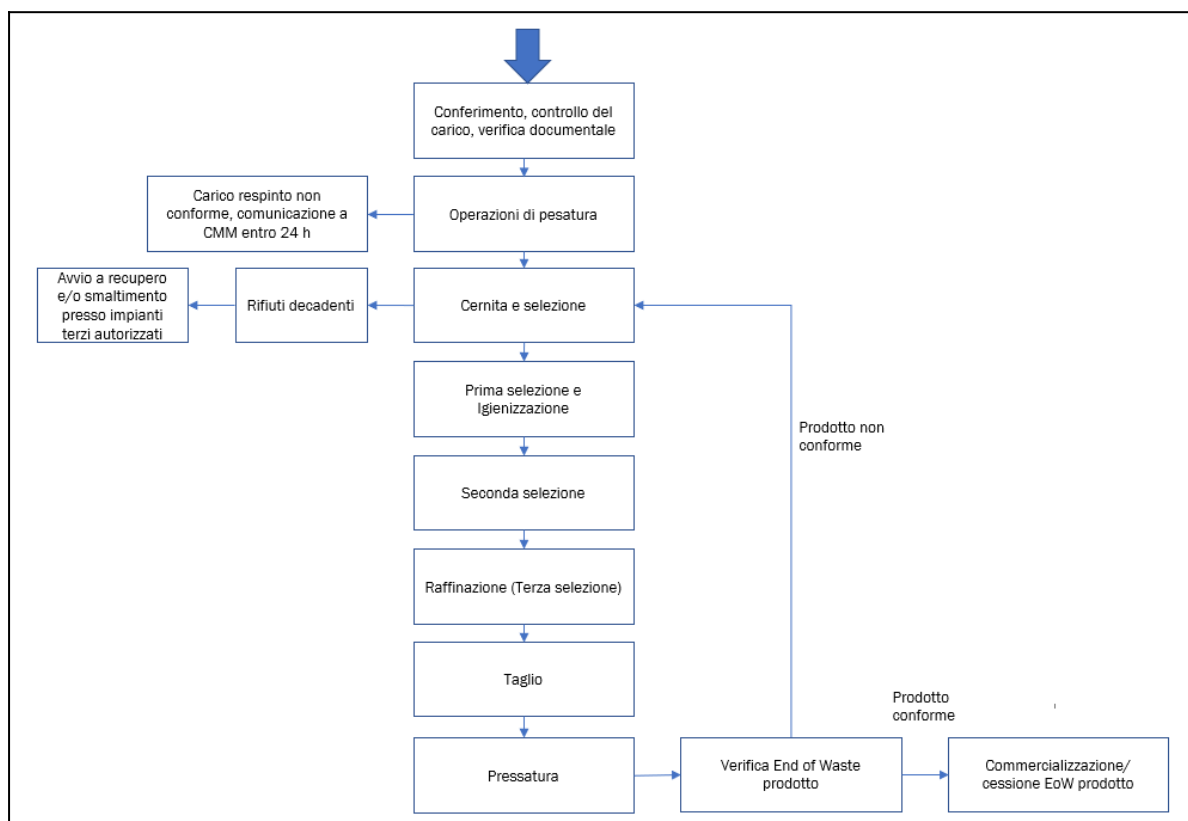 Conferimento, controllo del
carico, verifica documentale
Carico respinto non
conforme, comunicazione a
CMM entro 24 h
Operazioni di pesatura
Avvio a recupero
e/o smaltimento
presso impianti
terzi autorizzati
Rifiuti decadenti
Cernita e selezione
Prima selezione e
Igienizzazione
Prodotto non
conforme
Seconda selezione
Raffinazione (Terza selezione)
Taglio
Prodotto
conforme
Pressatura
Verifica End of Waste
prodotto
Commercializzazione/
cessione EoW prodotto